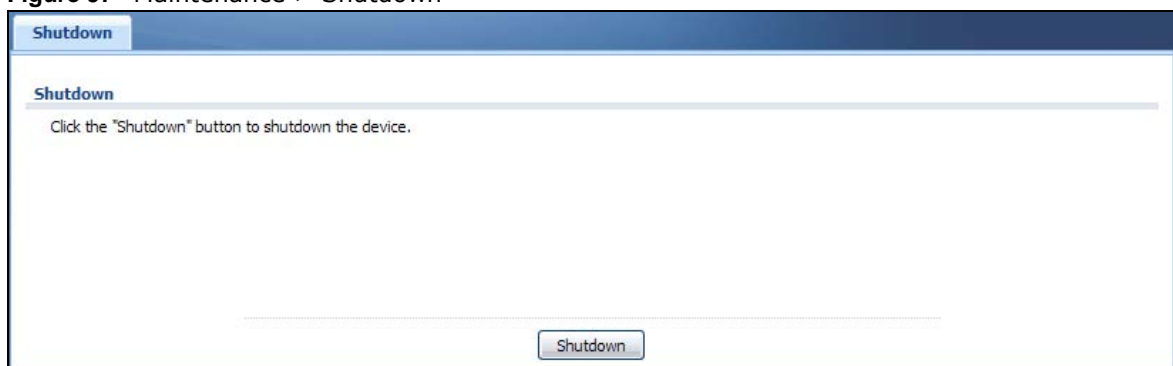 Maintenance > Shutdown
Shutdown
Shutdown
Click the "Shutdown" button to shutdown the device.
Shutdown